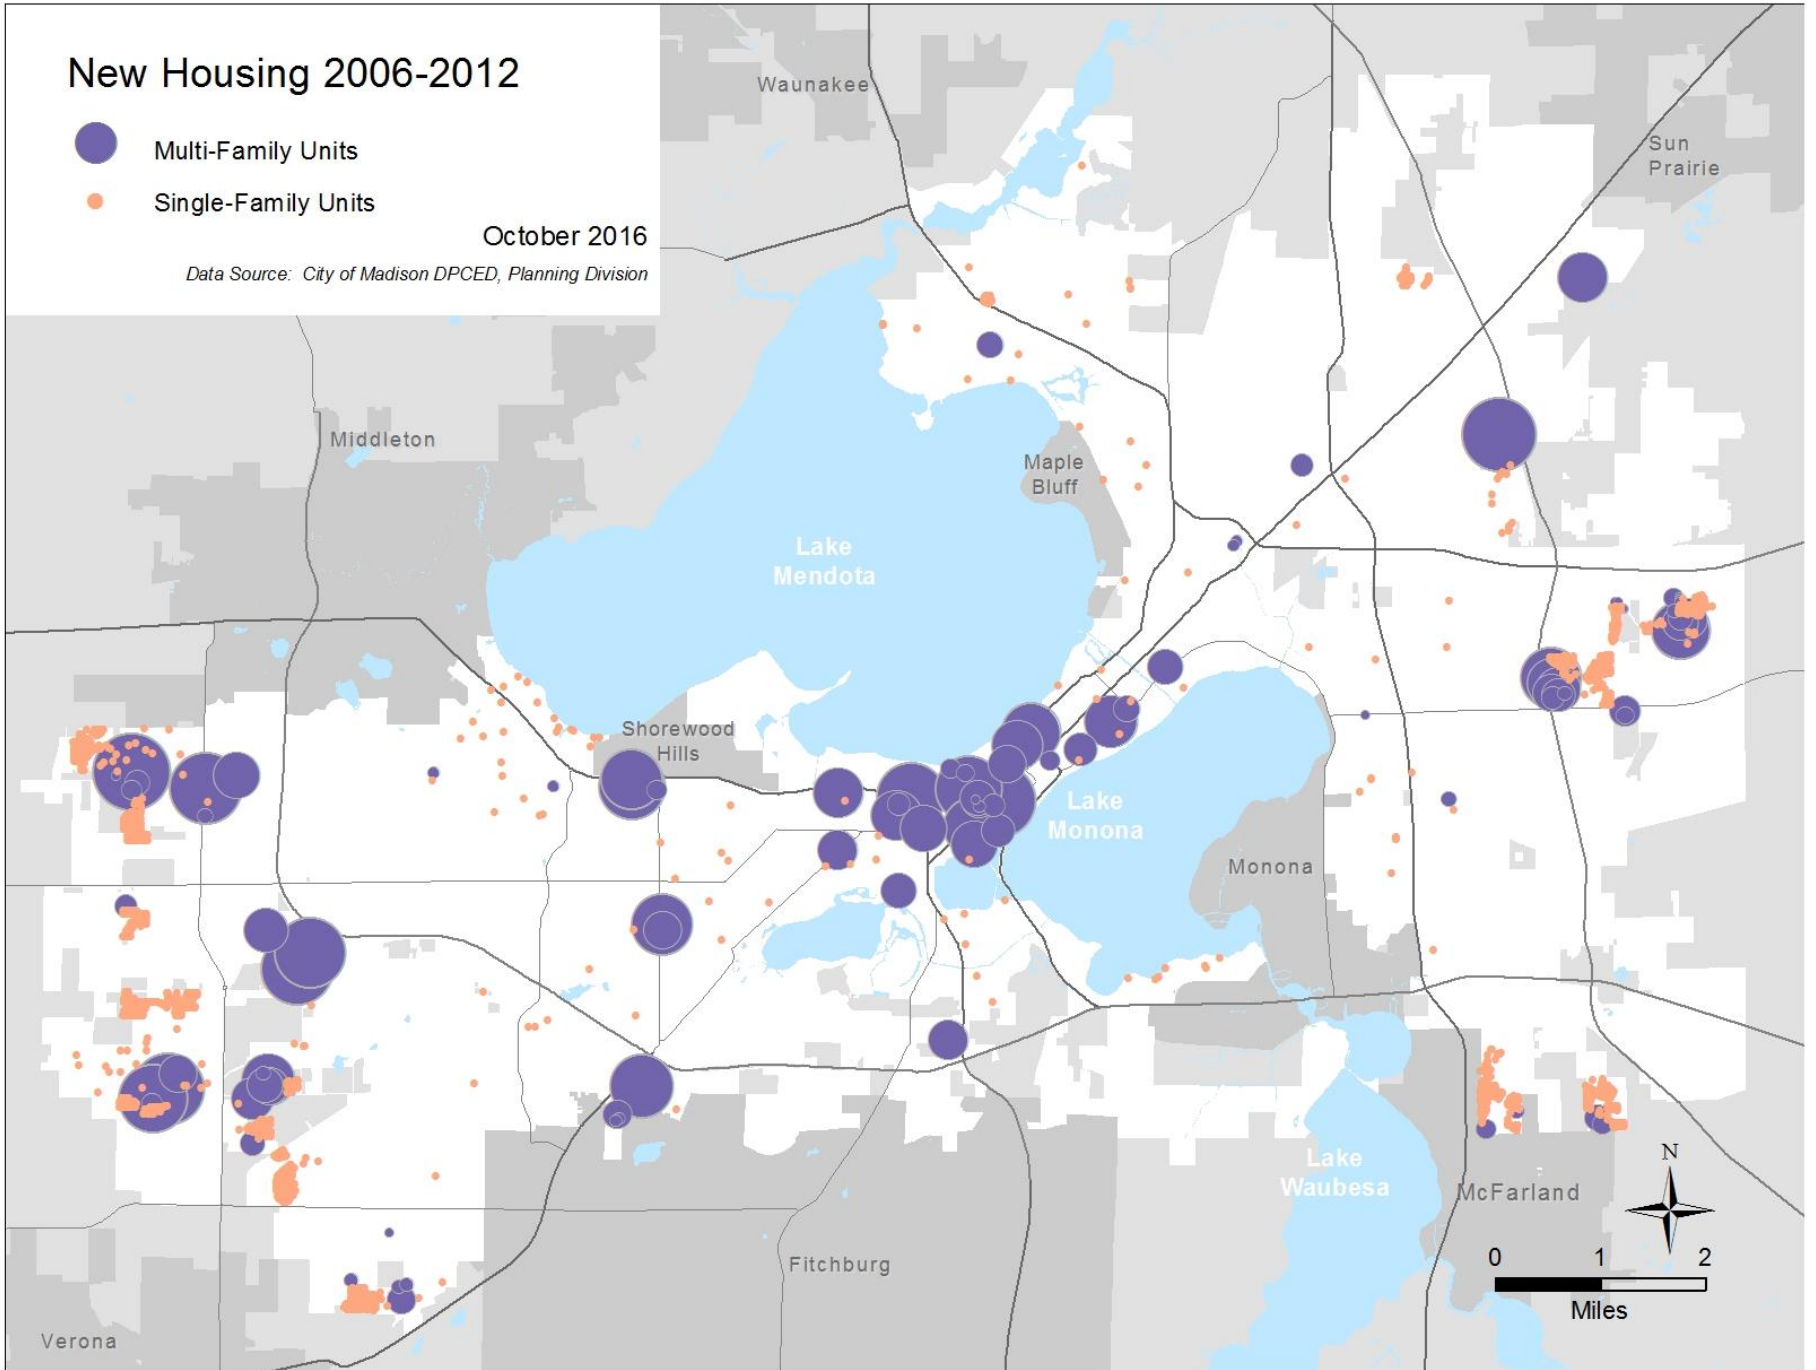 New Housing 2006-2012
Multi-Family Units
Single-Family Units
October 2016
Data Source: City of Madison DPCED, Planning Division
Waunakee
Sun
Prairie
Middleton
Maple
Bluff
Lake
Mendota
Shorewood
Hills
Lake
Monona
Monona
Lake
Waubesa
McFarland
Fitchburg
Verona
N
0 1 2
Miles